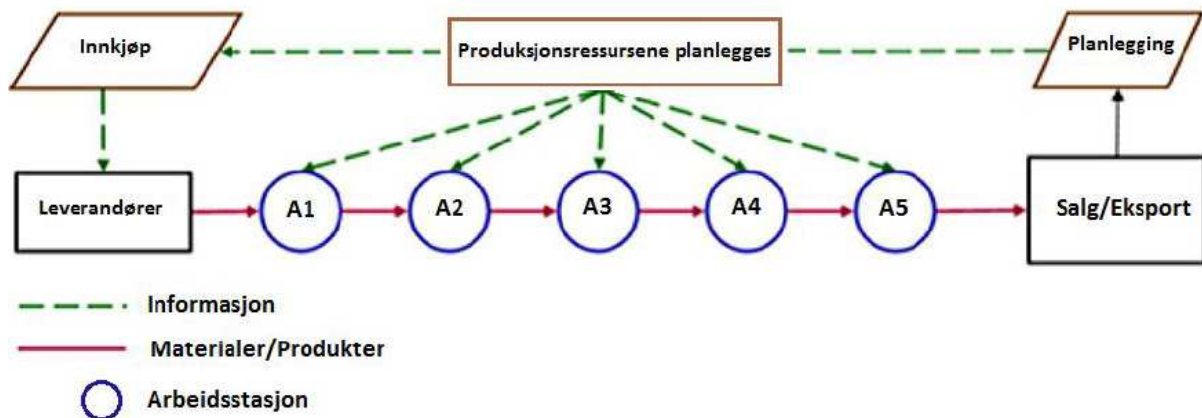 Innkjøp
Produksjonsressursene planlegges
Planlegging
Leverandører
A1
A2
A3
A4
A5
Salg/Eksport
Informasjon
Materialer/Produkter
Arbeidsstasjon